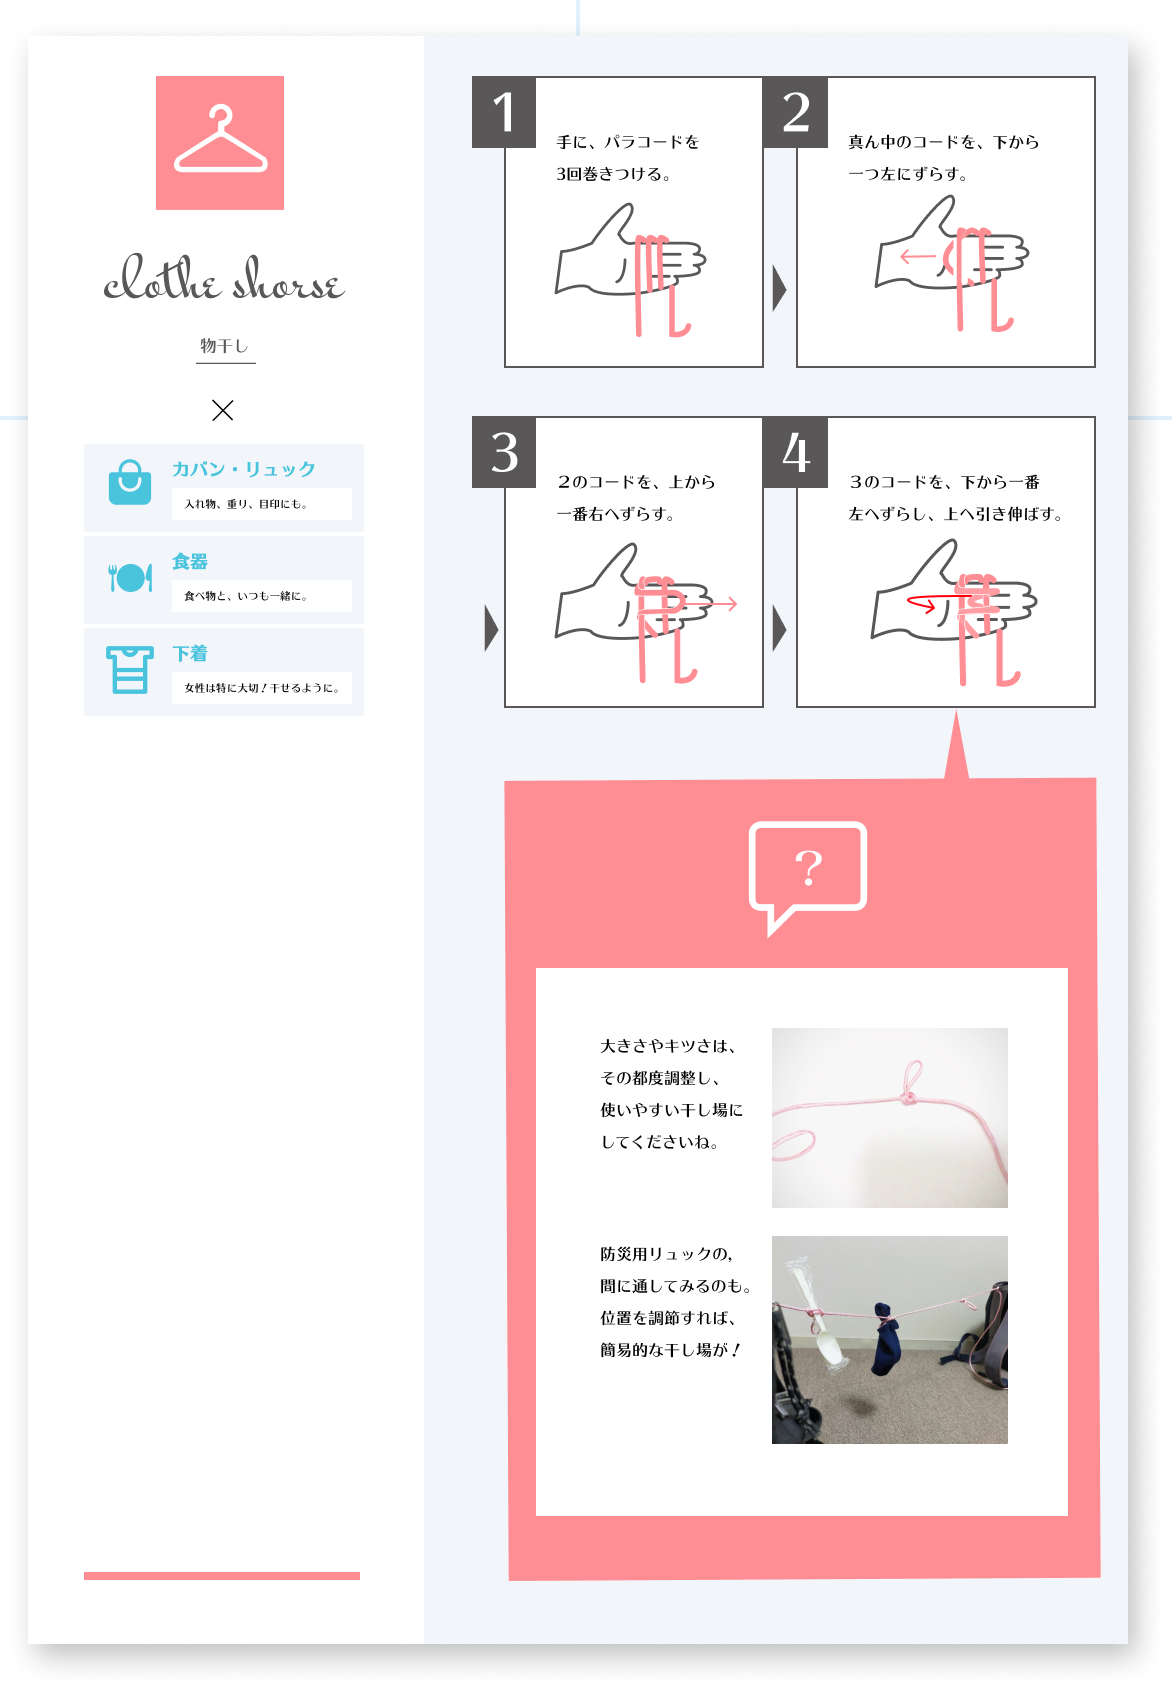 clothe shorse
物干し
カバン・リュック
入れ物、重り、目印にも。
食器
食べ物と、いつも一緒に。
下着
女性は特に大切！干せるように。
1
手に、パラコードを
3回巻きつける。
2
真ん中のコードを、下から
一つ左にずらす。
3
２のコードを、上から
一番右へずらす。
4
３のコードを、下から一番
左へずらし、上へ引き伸ばす。
？
大きさやキツさは、
その都度調整し、
使いやすい干し場に
してくださいね。
防災用リュックの,
間に通してみるのも。
位置を調節すれば、
簡易的な干し場が！